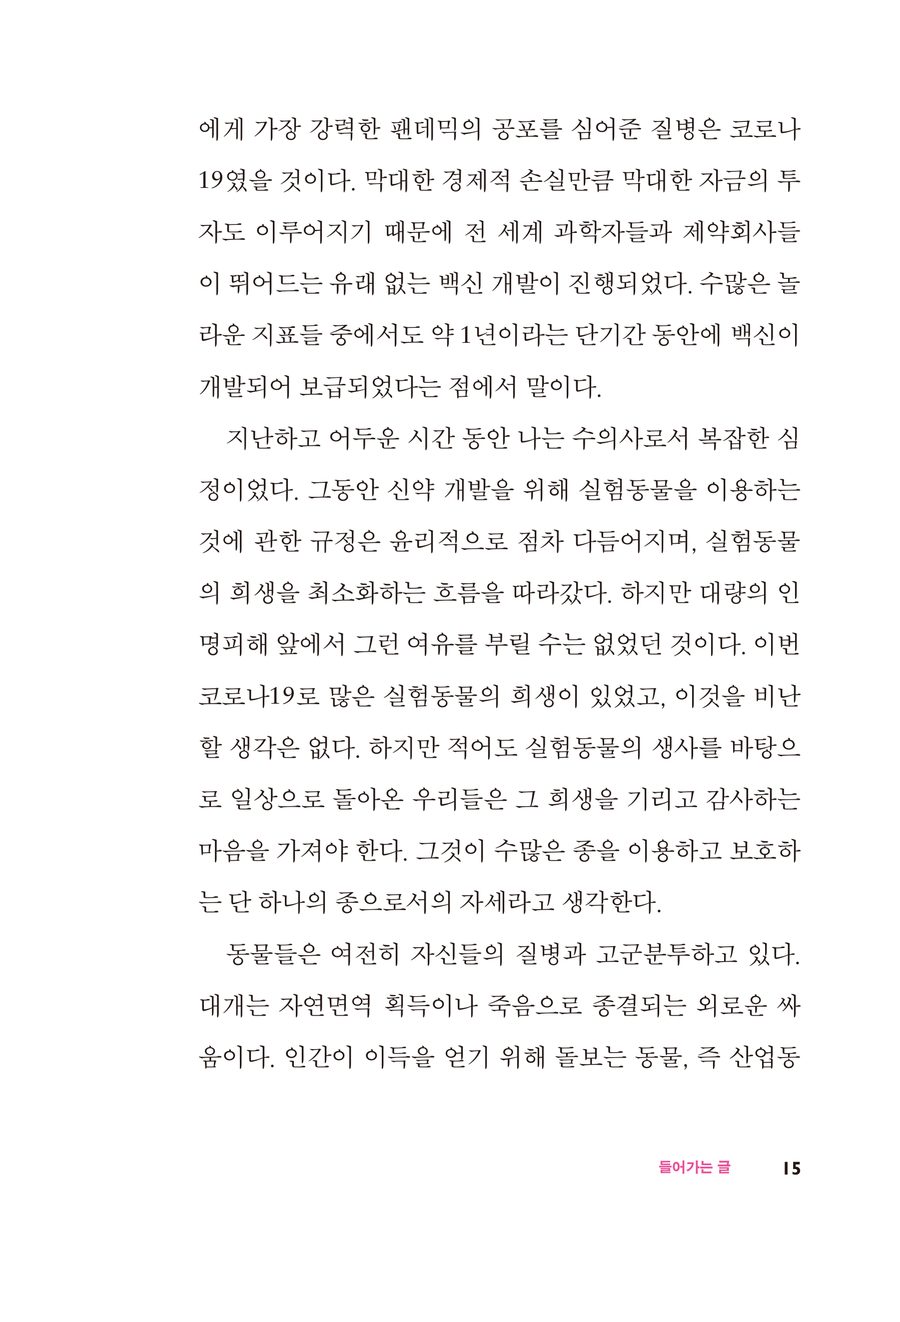 에게 가장 강력한 팬데믹의 공포를 심어준 질병은 코로나
19였을 것이다. 막대한 경제적 손실만큼 막대한 자금의 투
자도 이루어지기 때문에 전 세계 과학자들과 제약회사들
이 뛰어드는 유래 없는 백신 개발이 진행되었다. 수많은 놀
라운 지표들 중에서도 약 1년이라는 단기간 동안에 백신이
개발되어 보급되었다는 점에서 말이다.
지난하고 어두운 시간 동안 나는 수의사로서 복잡한 심
정이었다. 그동안 신약 개발을 위해 실험동물을 이용하는
것에 관한 규정은 윤리적으로 점차 다듬어지며, 실험동물
의 희생을 최소화하는 흐름을 따라갔다. 하지만 대량의 인
명피해 앞에서 그런 여유를 부릴 수는 없었던 것이다. 이번
코로나19로 많은 실험동물의 희생이 있었고, 이것을 비난
할 생각은 없다. 하지만 적어도 실험동물의 생사를 바탕으
로 일상으로 돌아온 우리들은 그 희생을 기리고 감사하는
마음을 가져야 한다. 그것이 수많은 종을 이용하고 보호하
는 단 하나의 종으로서의 자세라고 생각한다.
동물들은 여전히 자신들의 질병과 고군분투하고 있다.
대개는 자연면역 획득이나 죽음으로 종결되는 외로운 싸
움이다. 인간이 이득을 얻기 위해 돌보는 동물, 즉 산업동
들어가는 글 15